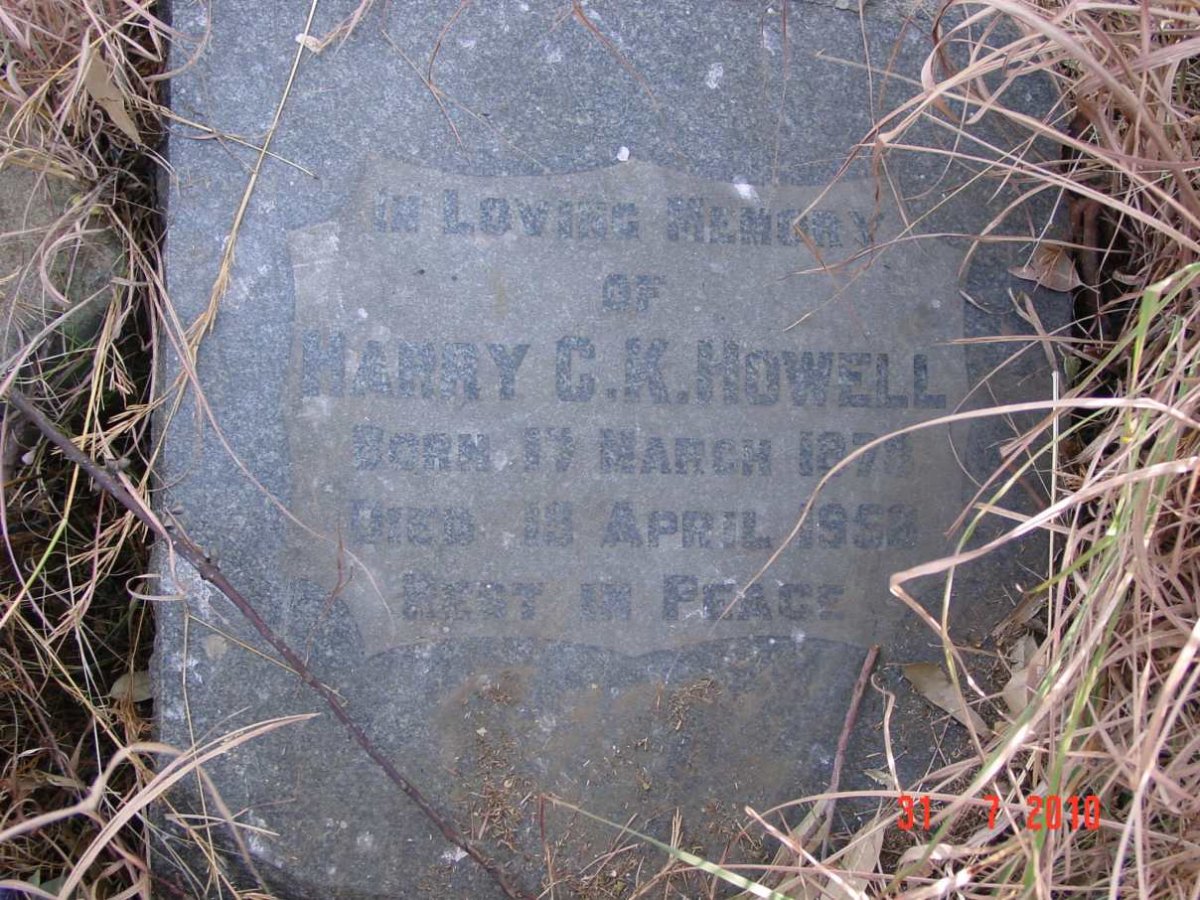 IN LOVING MEMORY
OF
HARRY C.K. HOWELL
BORN 17 MARCH
DIED APRIL
REST IN PEACE
31 7 2010